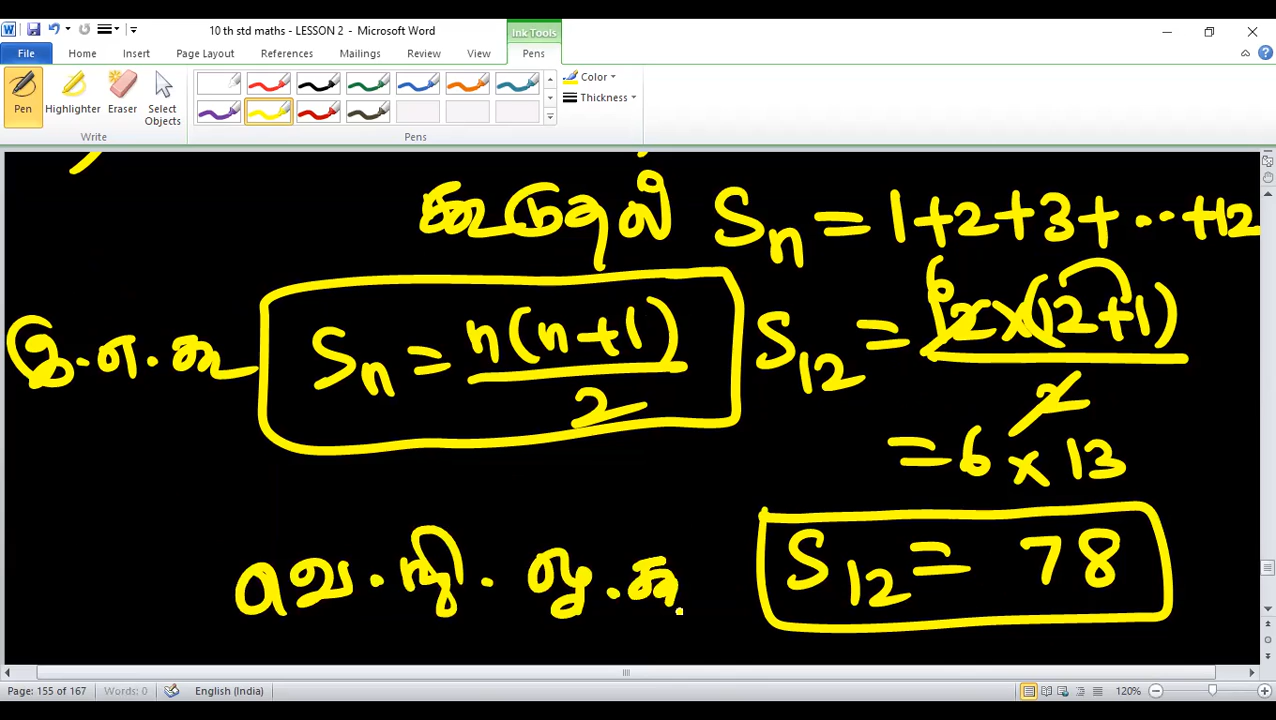 10 th std maths - LESSON 2 - Microsoft Word
Ink Tools
File Home Insert Page Layout References Mailings Review View Pens
Pen Highlighter Eraser Select Objects
Color
Thickness
Write Pens
கூடுதல் Sn = 1+2+3+ ... +12
இ.எ.கூ Sn = n(n+1)/2 S12 = 12×(12+1)/2 6
= 6 × 13
S12 = 78
Page: 155 of 167 Words: 0 English (India) 120%